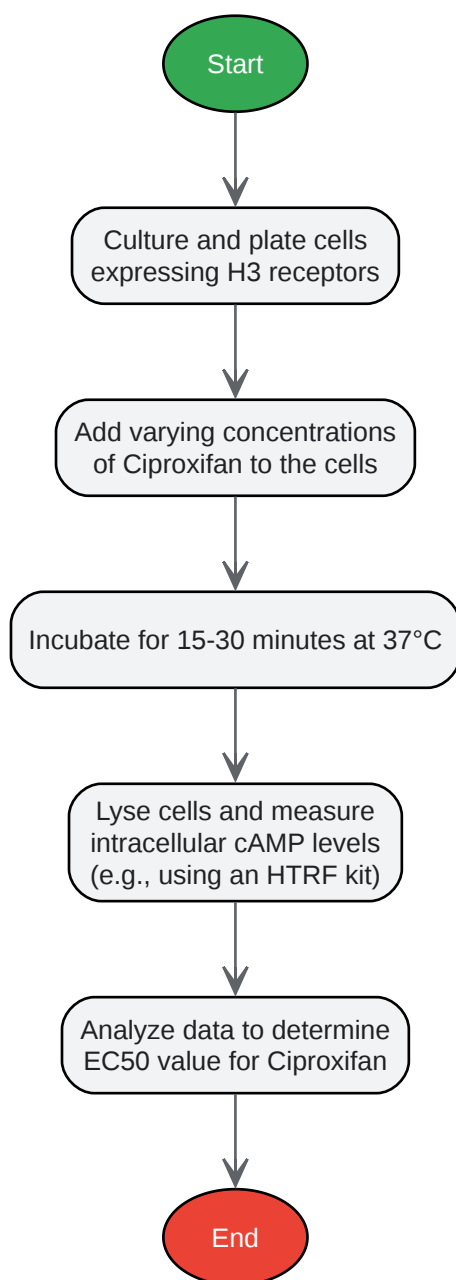 Start
Culture and plate cells
expressing H3 receptors
Add varying concentrations
of Ciproxifan to the cells
Incubate for 15-30 minutes at 37°C
Lyse cells and measure
intracellular cAMP levels
(e.g., using an HTRF kit)
Analyze data to determine
EC50 value for Ciproxifan
End